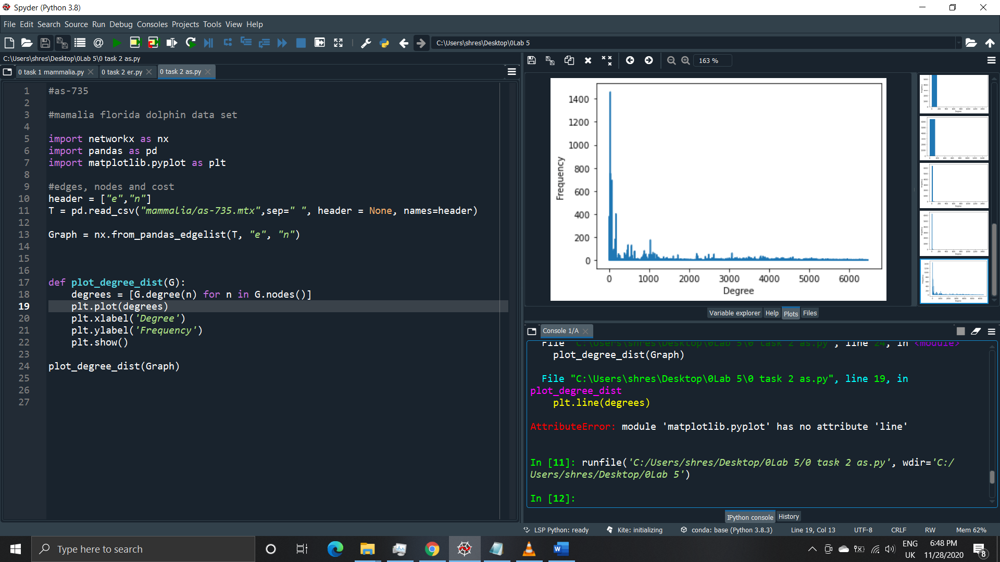 Spyder (Python 3.8)
File Edit Search Source Run Debug Consoles Projects Tools View Help
C:\Users\shres\Desktop\0Lab 5
C:\Users\shres\Desktop\0Lab 5\0 task 2 as.py
0 task 1 mammalia.py
0 task 2 er.py
0 task 2 as.py
1 #as-735
2
3 #mamalia florida dolphin data set
4
5 import networkx as nx
6 import pandas as pd
7 import matplotlib.pyplot as plt
8
9 #edges, nodes and cost
10 header = ["e","n"]
11 T = pd.read_csv("mammalia/as-735.mtx",sep=" ", header = None, names=header)
12
13 Graph = nx.from_pandas_edgelist(T, "e", "n")
14
15
16
17 def plot_degree_dist(G):
18     degrees = [G.degree(n) for n in G.nodes()]
19     plt.plot(degrees)
20     plt.xlabel('Degree')
21     plt.ylabel('Frequency')
22     plt.show()
23
24 plot_degree_dist(Graph)
25
26
27
163 %
1400
1200
1000
800
600
400
200
0
Frequency
0 1000 2000 3000 4000 5000 6000
Degree
Variable explorer Help Plots Files
Console 1/A
File "C:\Users\shres\Desktop\0Lab 5\0 task 2 as.py", line 24, in <module>
    plot_degree_dist(Graph)
File "C:\Users\shres\Desktop\0Lab 5\0 task 2 as.py", line 19, in
plot_degree_dist
    plt.line(degrees)
AttributeError: module 'matplotlib.pyplot' has no attribute 'line'
In [11]: runfile('C:/Users/shres/Desktop/0Lab 5/0 task 2 as.py', wdir='C:/
Users/shres/Desktop/0Lab 5')
In [12]:
IPython console History
LSP Python: ready Kite: initializing conda: base (Python 3.8.3) Line 19, Col 13 UTF-8 CRLF RW Mem 62%
Type here to search
ENG
UK
6:48 PM
11/28/2020
8